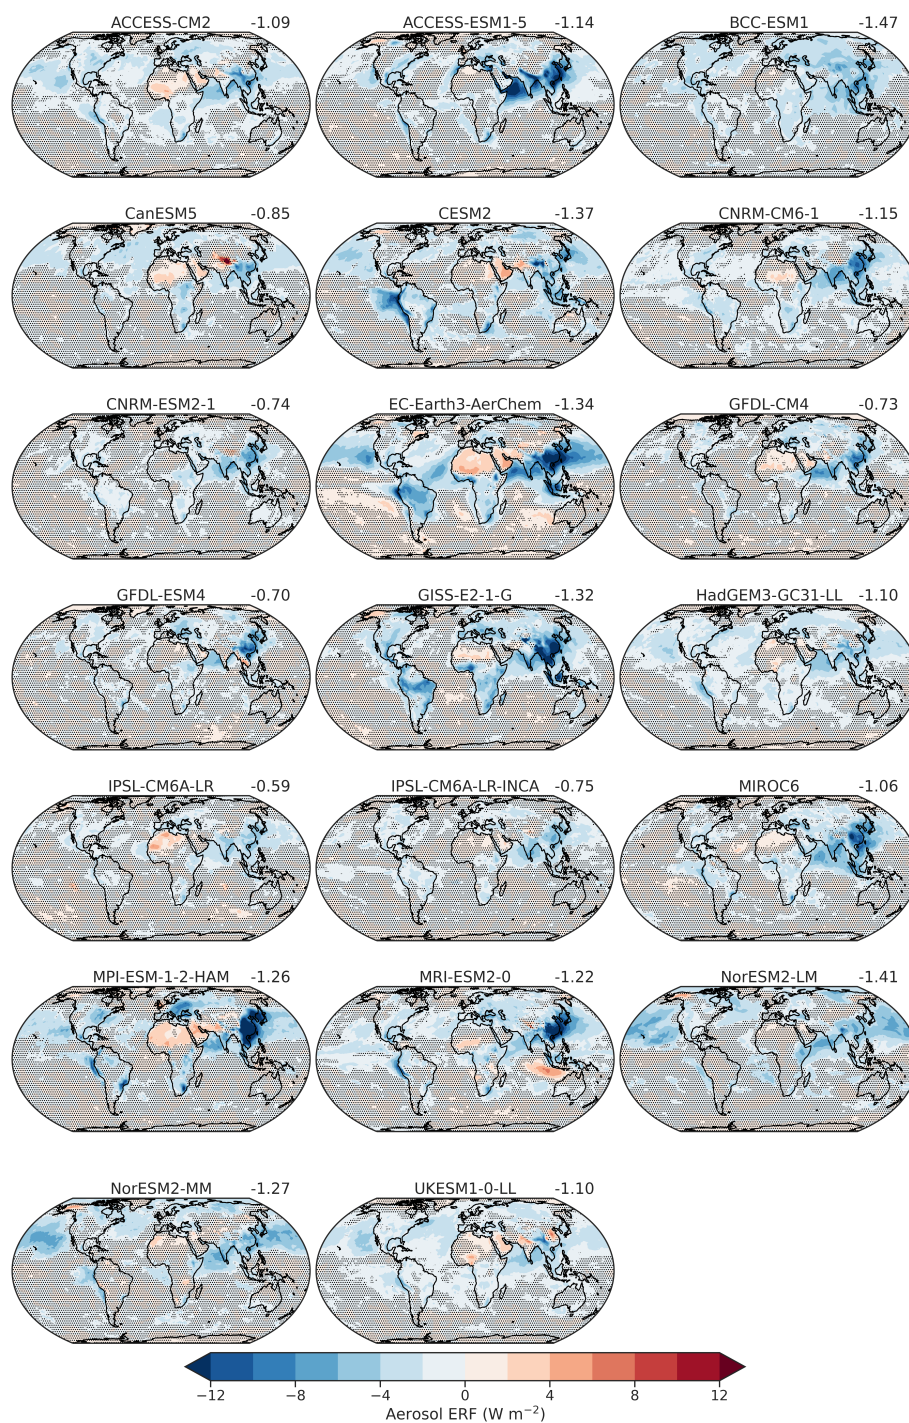 ACCESS-CM2 -1.09 ACCESS-ESM1-5 -1.14 BCC-ESM1 -1.47
CanESM5 -0.85 CESM2 -1.37 CNRM-CM6-1 -1.15
CNRM-ESM2-1 -0.74 EC-Earth3-AerChem -1.34 GFDL-CM4 -0.73
GFDL-ESM4 -0.70 GISS-E2-1-G -1.32 HadGEM3-GC31-LL -1.10
IPSL-CM6A-LR -0.59 IPSL-CM6A-LR-INCA -0.75 MIROC6 -1.06
MPI-ESM-1-2-HAM -1.26 MRI-ESM2-0 -1.22 NorESM2-LM -1.41
NorESM2-MM -1.27 UKESM1-0-LL -1.10
−12 −8 −4 0 4 8 12
Aerosol ERF (W m⁻²)